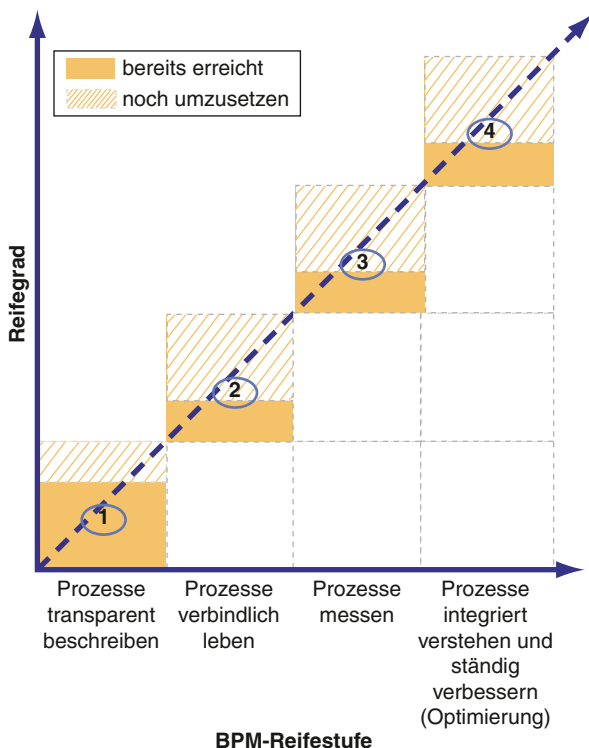 bereits erreicht
noch umzusetzen
4
3
2
1
Reifegrad
Prozesse
transparent
beschreiben
Prozesse
verbindlich
leben
Prozesse
messen
Prozesse
integriert
verstehen und
ständig
verbessern
(Optimierung)
BPM-Reifestufe